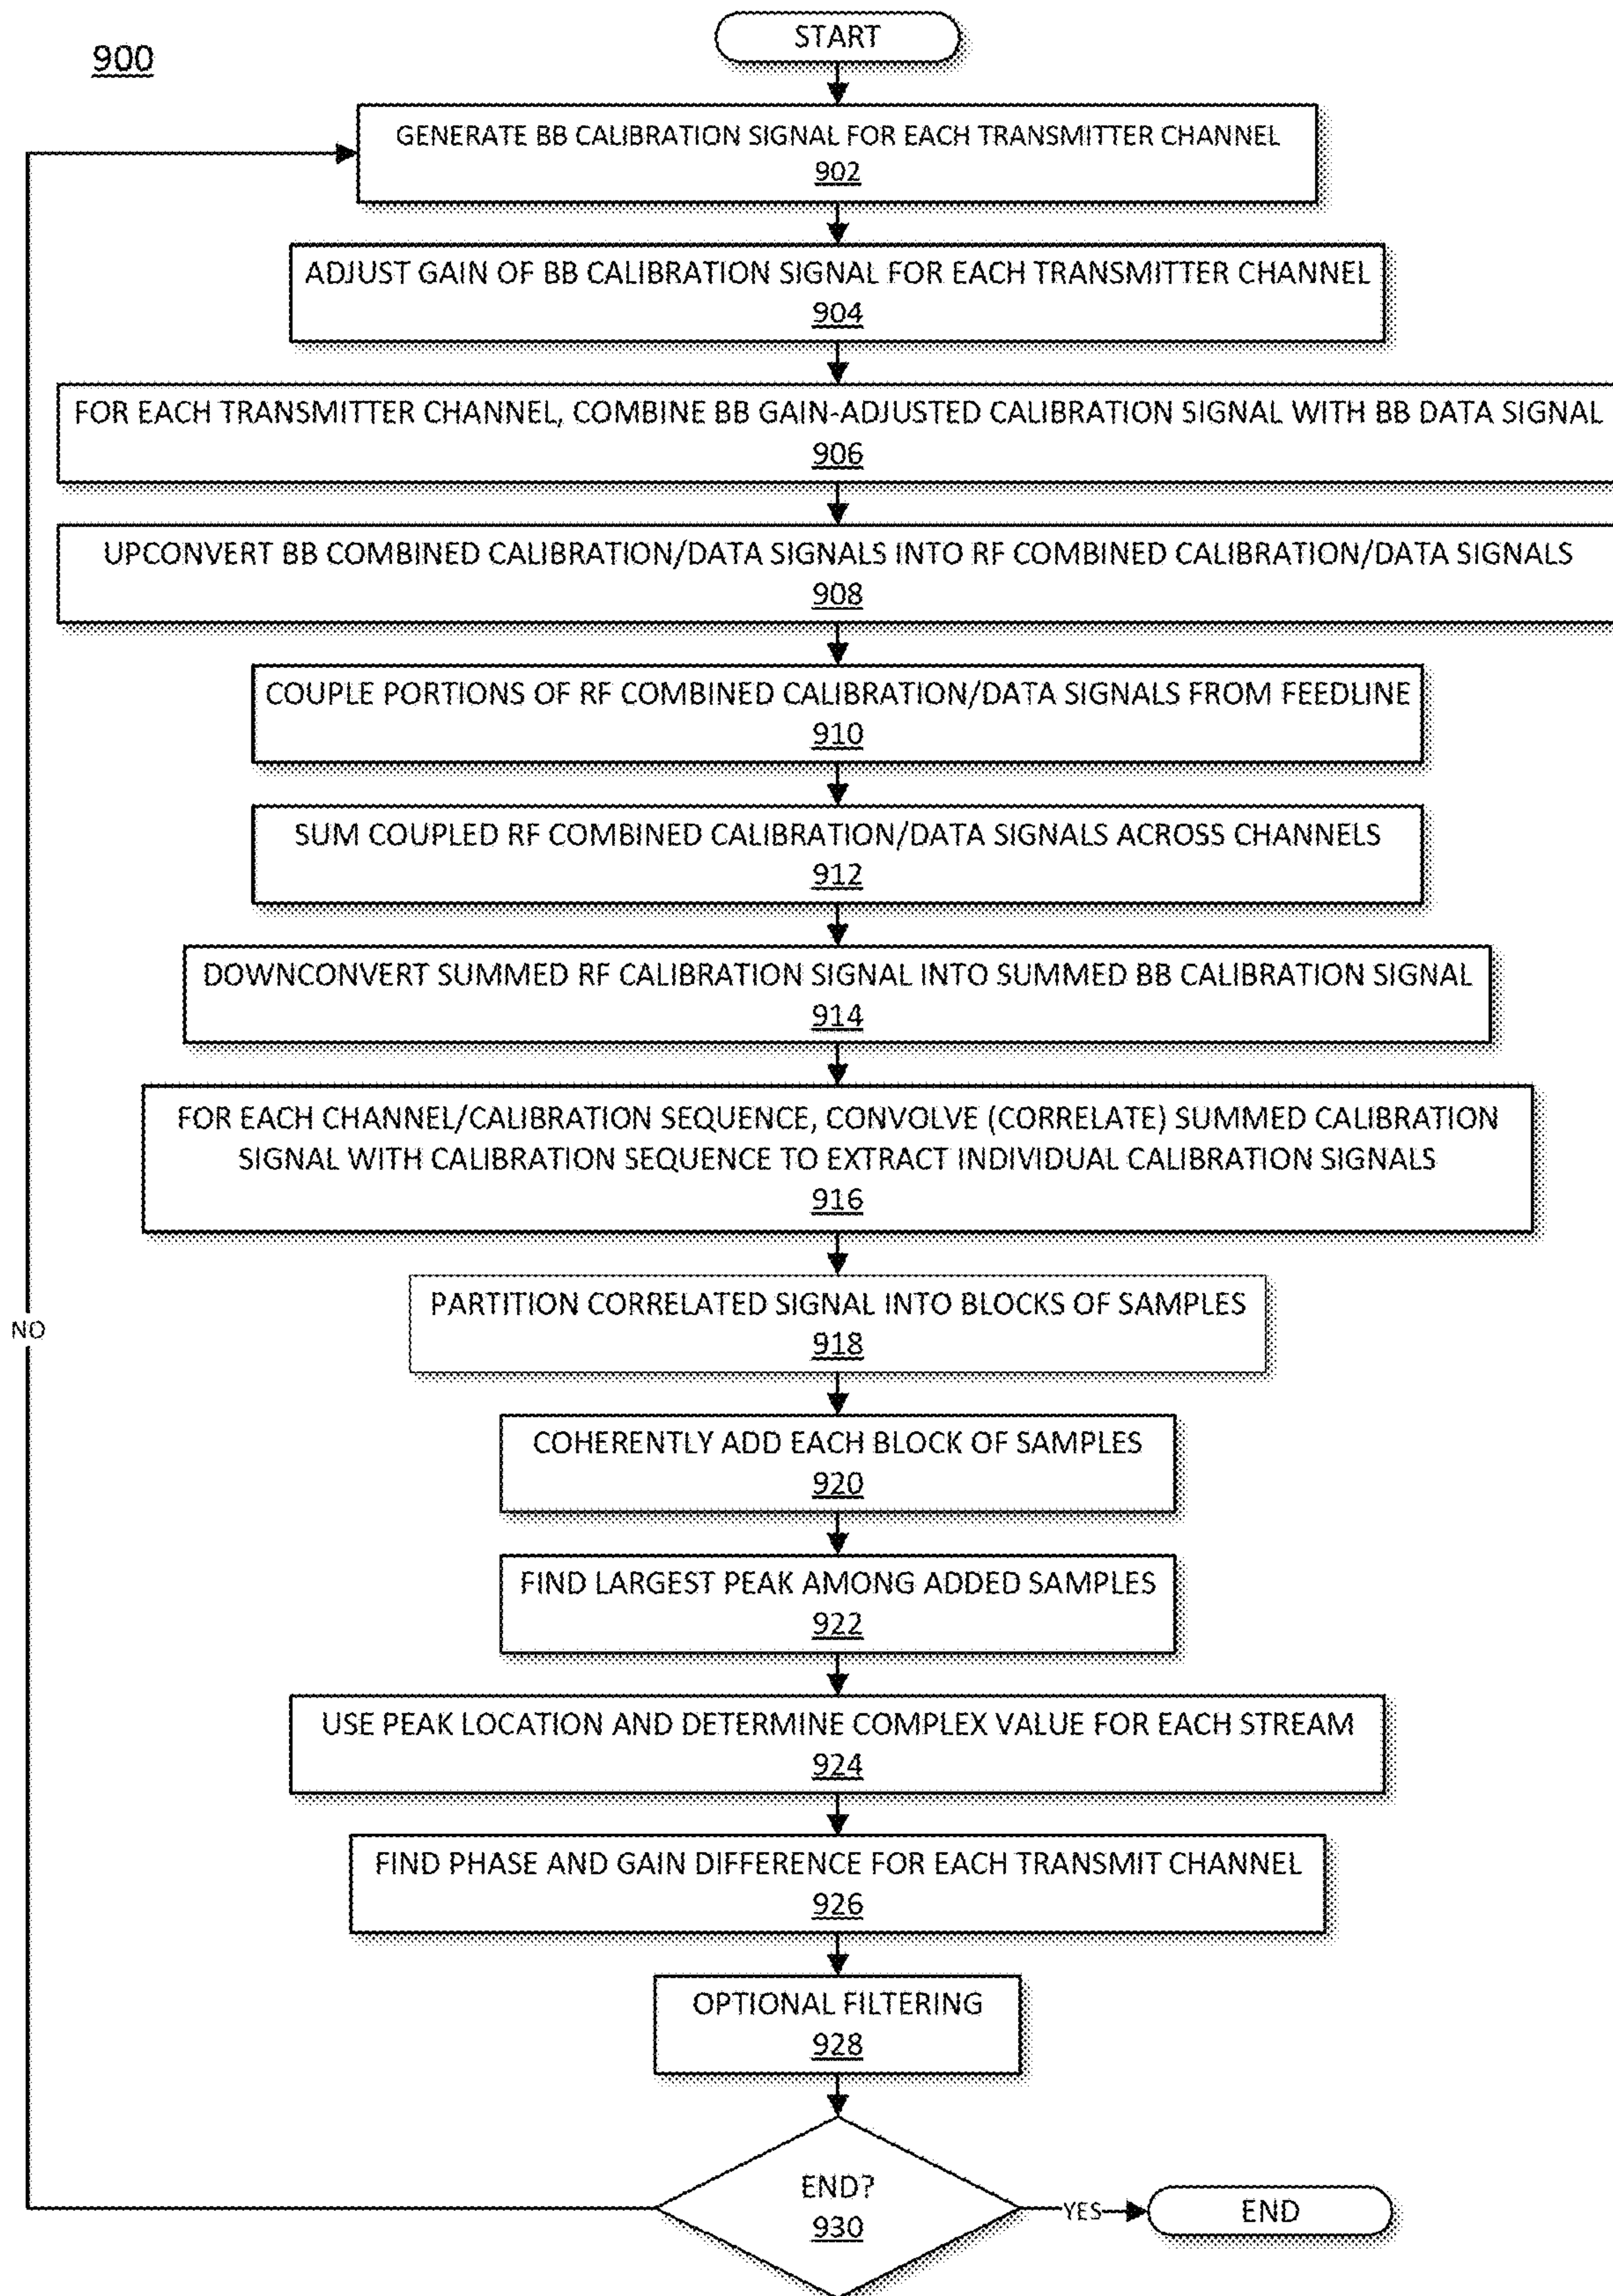 900
START
GENERATE BB CALIBRATION SIGNAL FOR EACH TRANSMITTER CHANNEL
902
ADJUST GAIN OF BB CALIBRATION SIGNAL FOR EACH TRANSMITTER CHANNEL
904
FOR EACH TRANSMITTER CHANNEL, COMBINE BB GAIN-ADJUSTED CALIBRATION SIGNAL WITH BB DATA SIGNAL
906
UPCONVERT BB COMBINED CALIBRATION/DATA SIGNALS INTO RF COMBINED CALIBRATION/DATA SIGNALS
908
COUPLE PORTIONS OF RF COMBINED CALIBRATION/DATA SIGNALS FROM FEEDLINE
910
SUM COUPLED RF COMBINED CALIBRATION/DATA SIGNALS ACROSS CHANNELS
912
DOWNCONVERT SUMMED RF CALIBRATION SIGNAL INTO SUMMED BB CALIBRATION SIGNAL
914
FOR EACH CHANNEL/CALIBRATION SEQUENCE, CONVOLVE (CORRELATE) SUMMED CALIBRATION
SIGNAL WITH CALIBRATION SEQUENCE TO EXTRACT INDIVIDUAL CALIBRATION SIGNALS
916
PARTITION CORRELATED SIGNAL INTO BLOCKS OF SAMPLES
918
NO
COHERENTLY ADD EACH BLOCK OF SAMPLES
920
FIND LARGEST PEAK AMONG ADDED SAMPLES
922
USE PEAK LOCATION AND DETERMINE COMPLEX VALUE FOR EACH STREAM
924
FIND PHASE AND GAIN DIFFERENCE FOR EACH TRANSMIT CHANNEL
926
OPTIONAL FILTERING
928
END?
930
YES
END